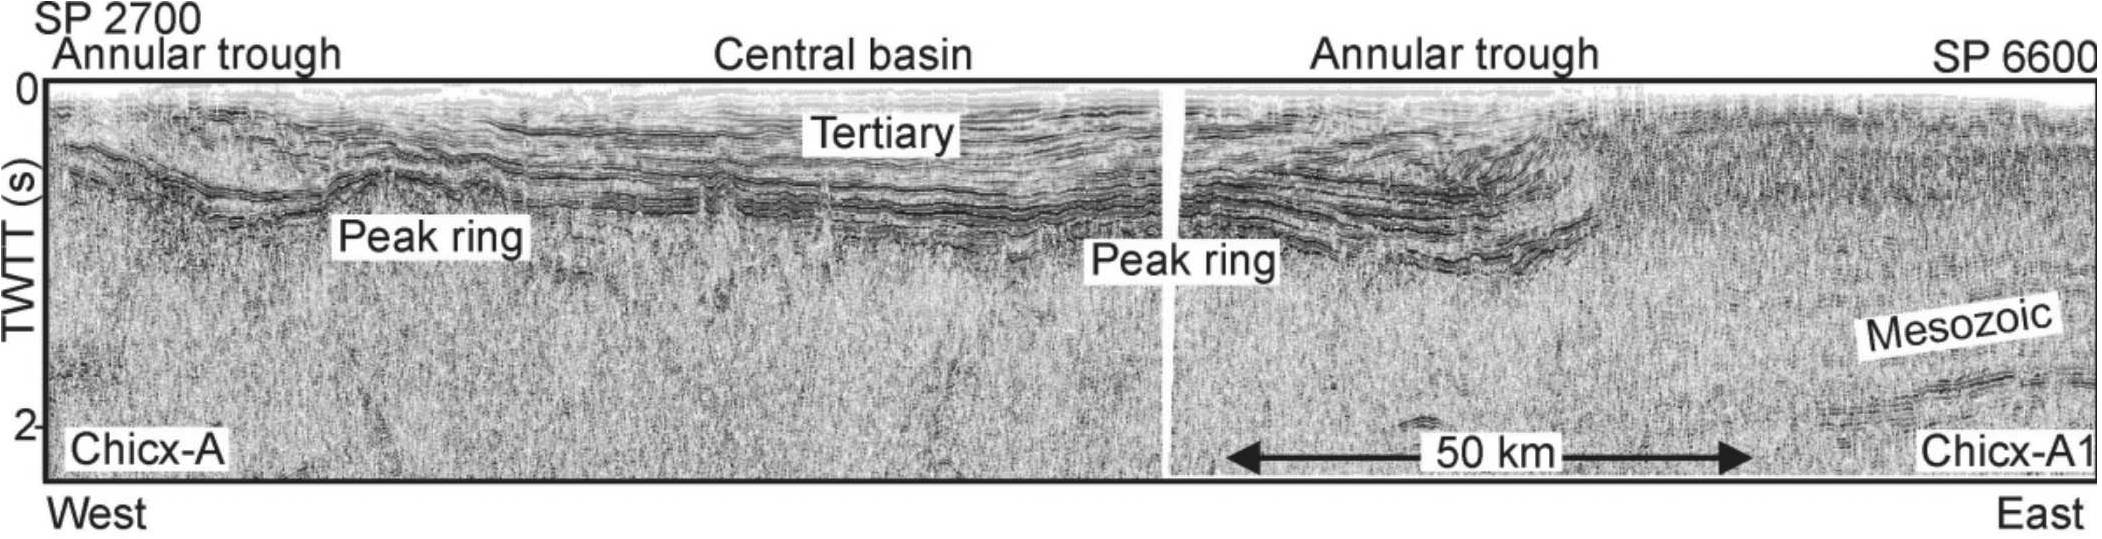 SP 2700
Annular trough
Central basin
Annular trough
SP 6600
0
Tertiary
TWTT (s)
Peak ring
Peak ring
Mesozoic
2
Chicx-A
50 km
Chicx-A1
West
East